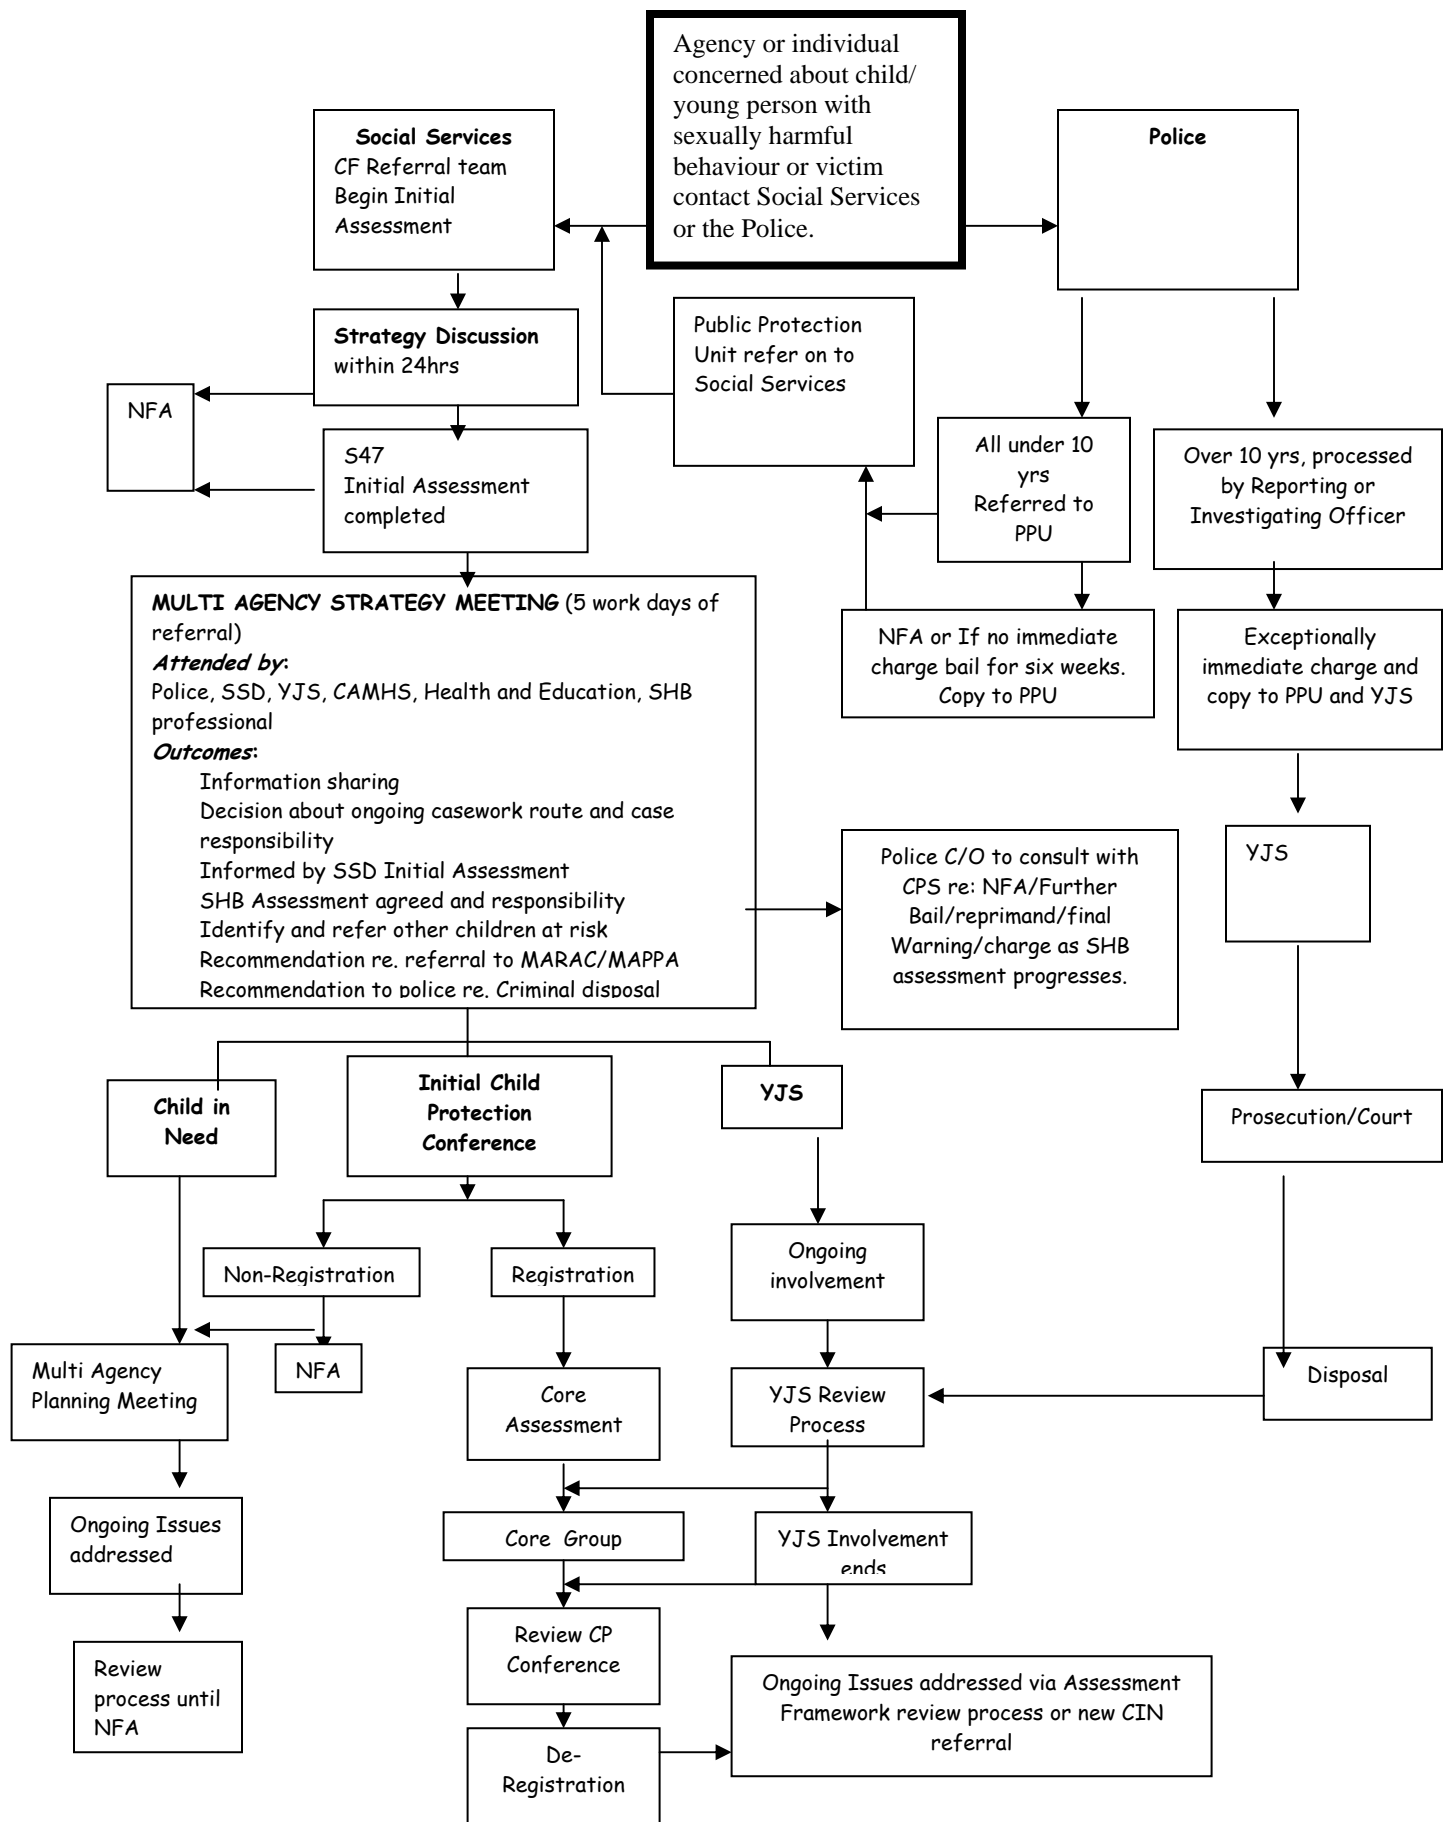 Agency or individual
concerned about child/
young person with
sexually harmful
behaviour or victim
contact Social Services
or the Police.
Social Services
CF Referral team
Begin Initial
Assessment
Police
Strategy Discussion
within 24hrs
Public Protection
Unit refer on to
Social Services
NFA
S47
Initial Assessment
completed
All under 10
yrs
Referred to
PPU
Over 10 yrs, processed
by Reporting or
Investigating Officer
MULTI AGENCY STRATEGY MEETING (5 work days of
referral)
Attended by:
Police, SSD, YJS, CAMHS, Health and Education, SHB
professional
Outcomes:
Information sharing
Decision about ongoing casework route and case
responsibility
Informed by SSD Initial Assessment
SHB Assessment agreed and responsibility
Identify and refer other children at risk
Recommendation re. referral to MARAC/MAPPA
Recommendation to police re. Criminal disposal
NFA or If no immediate
charge bail for six weeks.
Copy to PPU
Exceptionally
immediate charge and
copy to PPU and YJS
Police C/O to consult with
CPS re: NFA/Further
Bail/reprimand/final
Warning/charge as SHB
assessment progresses.
YJS
Child in
Need
Initial Child
Protection
Conference
YJS
Prosecution/Court
Non-Registration
Registration
Ongoing
involvement
Multi Agency
Planning Meeting
NFA
Core
Assessment
YJS Review
Process
Disposal
Ongoing Issues
addressed
Core Group
YJS Involvement
ends
Review
process until
NFA
Review CP
Conference
Ongoing Issues addressed via Assessment
Framework review process or new CIN
referral
De-
Registration